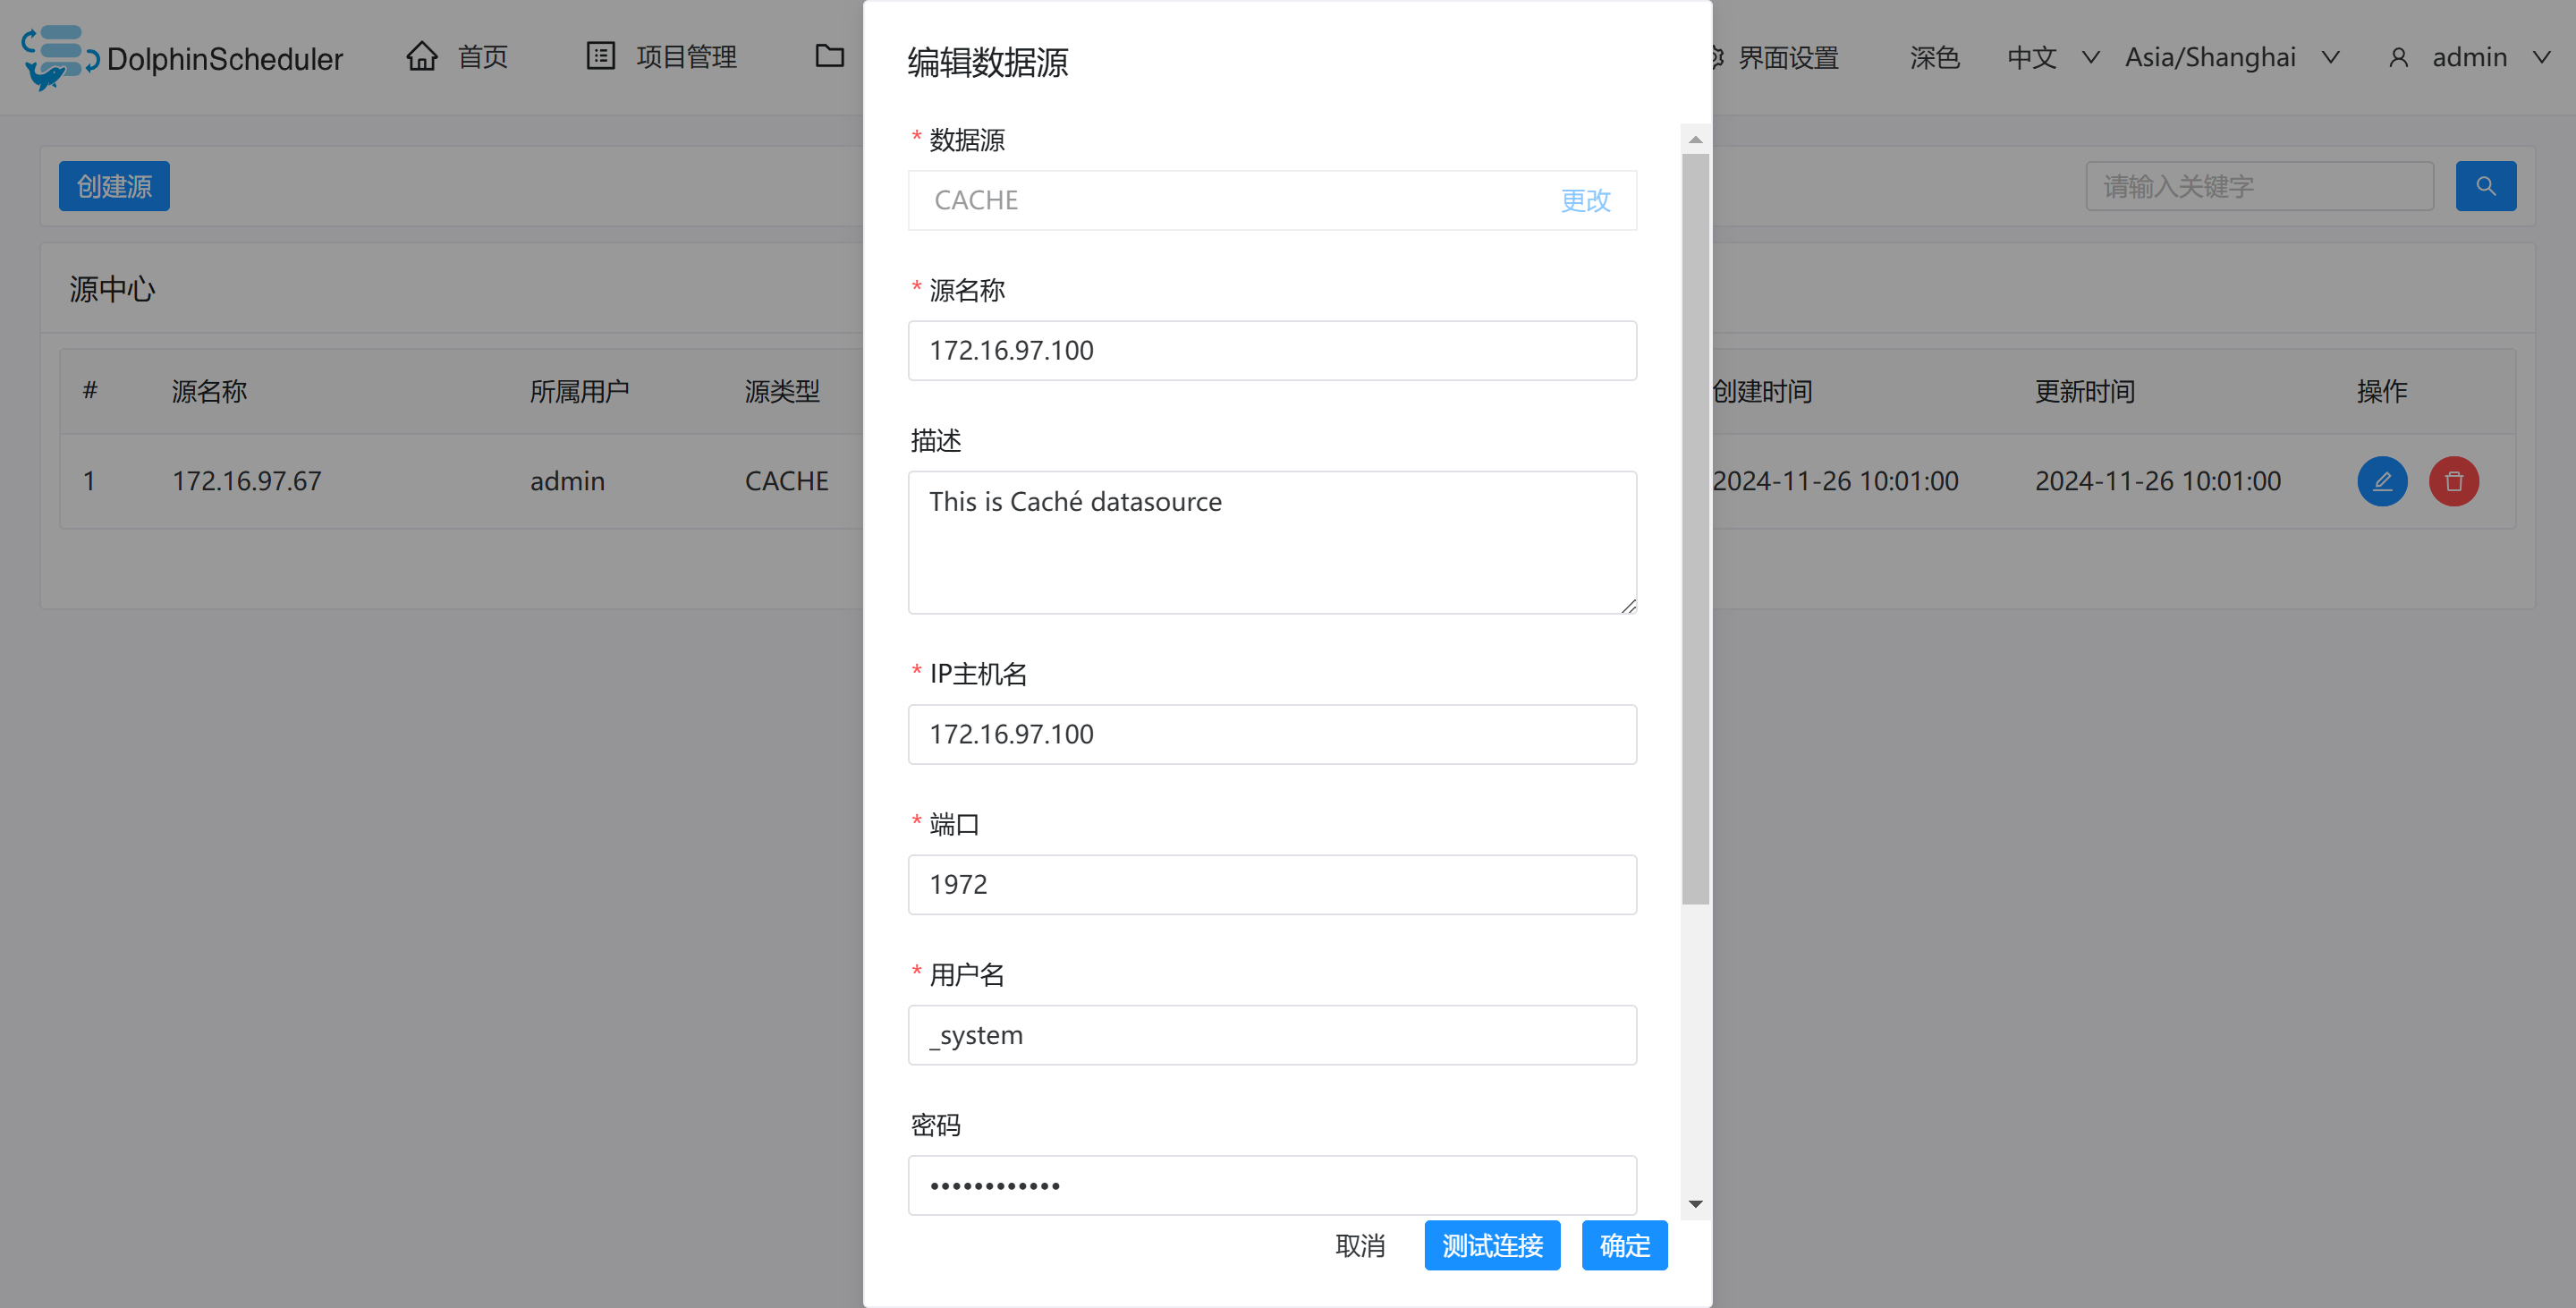 DolphinScheduler
首页
项目管理
界面设置
深色
中文
Asia/Shanghai
admin
创建源
请输入关键字
源中心
# 源名称 所属用户 源类型 创建时间 更新时间 操作
1 172.16.97.67 admin CACHE 2024-11-26 10:01:00 2024-11-26 10:01:00
编辑数据源
* 数据源
CACHE 更改
* 源名称
172.16.97.100
描述
This is Caché datasource
* IP主机名
172.16.97.100
* 端口
1972
* 用户名
_system
密码
••••••••••••
取消 测试连接 确定